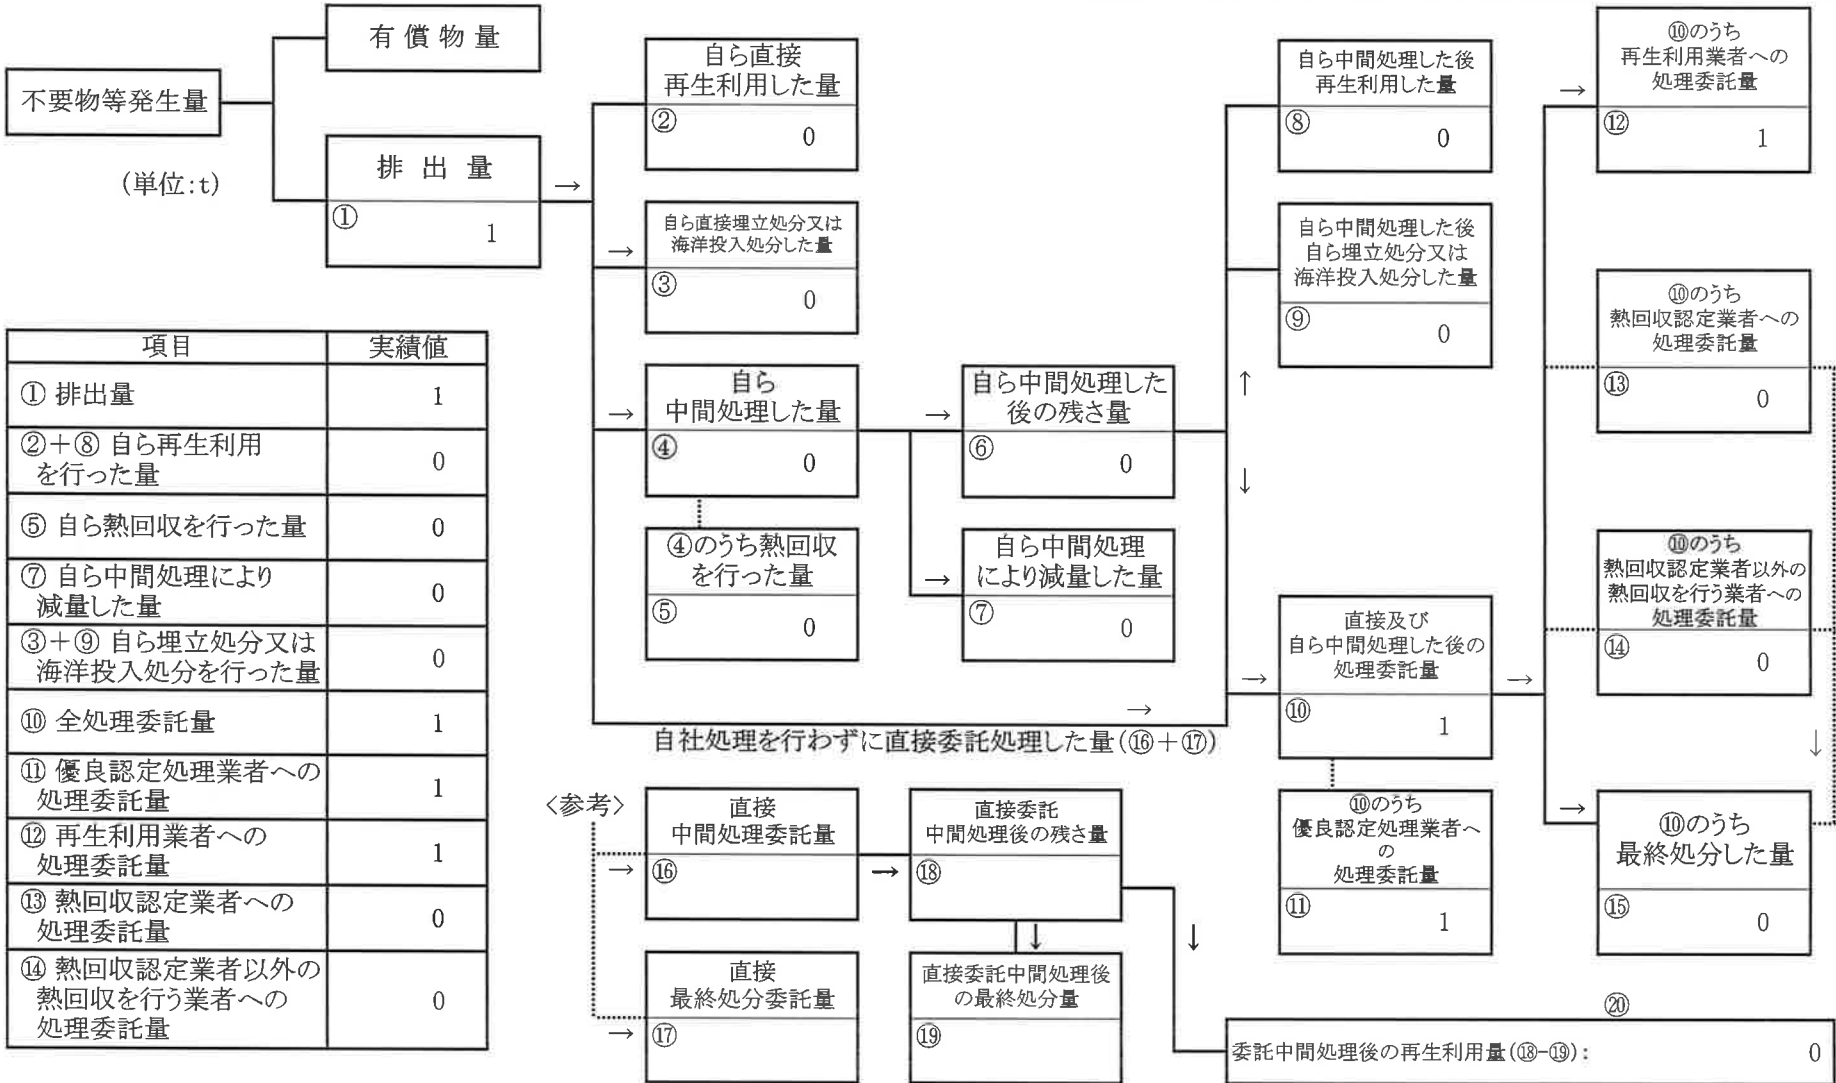 不要物等発生量
(単位:t)
有償物量
排出量
①
1
自ら直接
再生利用した量
②
0
自ら直接埋立処分又は
海洋投入処分した量
③
0
自ら
中間処理した量
④
0
④のうち熱回収
を行った量
⑤
0
自ら中間処理した
後の残さ量
⑥
0
自ら中間処理
により減量した量
⑦
0
自ら中間処理した後
再生利用した量
⑧
0
自ら中間処理した後
自ら埋立処分又は
海洋投入処分した量
⑨
0
直接及び
自ら中間処理した後の
処理委託量
⑩
1
⑩のうち
優良認定処理業者へ
の
処理委託量
⑪
1
⑩のうち
再生利用業者への
処理委託量
⑫
1
⑩のうち
熱回収認定業者への
処理委託量
⑬
0
⑩のうち
熱回収認定業者以外の
熱回収を行う業者への
処理委託量
⑭
0
⑩のうち
最終処分した量
⑮
0
自社処理を行わずに直接委託処理した量(⑯+⑰)
〈参考〉
直接
中間処理委託量
⑯
直接
最終処分委託量
⑰
直接委託
中間処理後の残さ量
⑱
直接委託中間処理後
の最終処分量
⑲
⑳
委託中間処理後の再生利用量(⑱-⑲): 0
項目 実績値
① 排出量 1
②+⑧ 自ら再生利用
を行った量 0
⑤ 自ら熱回収を行った量 0
⑦ 自ら中間処理により
減量した量 0
③+⑨ 自ら埋立処分又は
海洋投入処分を行った量 0
⑩ 全処理委託量 1
⑪ 優良認定処理業者への
処理委託量 1
⑫ 再生利用業者への
処理委託量 1
⑬ 熱回収認定業者への
処理委託量 0
⑭ 熱回収認定業者以外の
熱回収を行う業者への
処理委託量 0